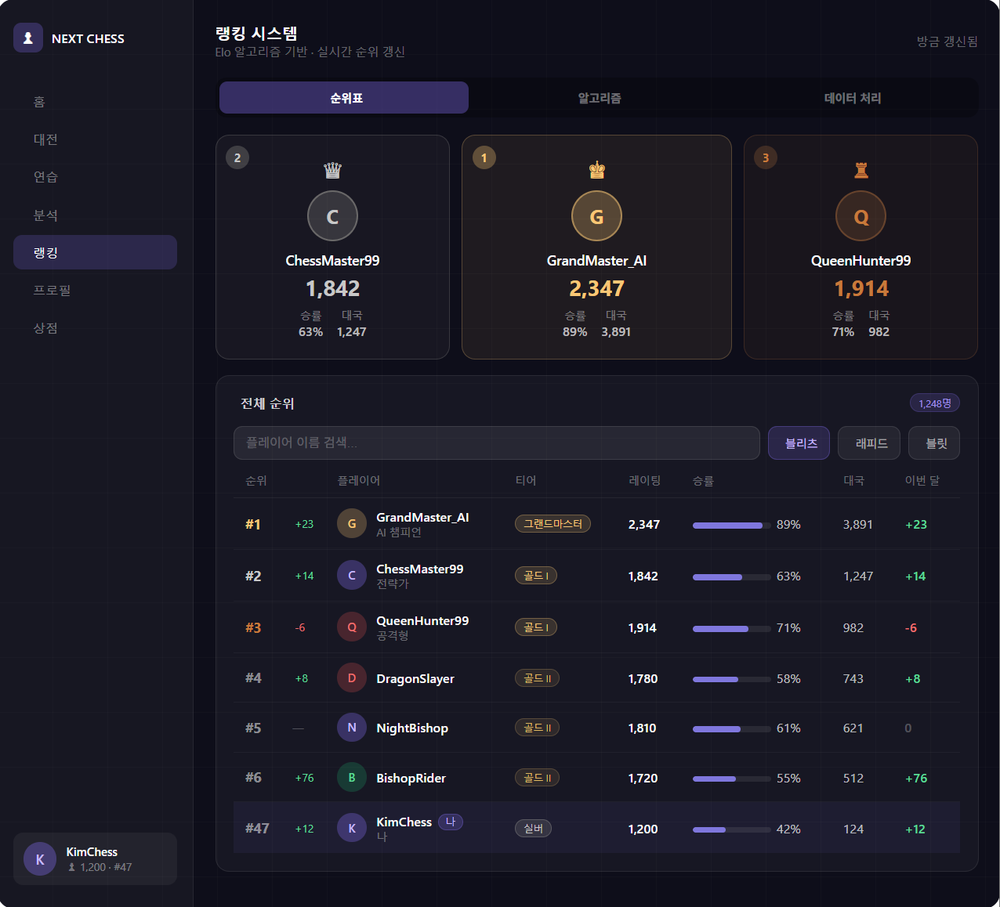 NEXT CHESS
홈
대전
연습
분석
랭킹
프로필
상점
K
KimChess
♟ 1,200 · #47
랭킹 시스템
Elo 알고리즘 기반 · 실시간 순위 갱신
방금 갱신됨
순위표 알고리즘 데이터 처리
2
C
ChessMaster99
1,842
승률 대국
63% 1,247
1
G
GrandMaster_AI
2,347
승률 대국
89% 3,891
3
Q
QueenHunter99
1,914
승률 대국
71% 982
전체 순위
1,248명
플레이어 이름 검색...
블리츠 래피드 블릿
순위 플레이어 티어 레이팅 승률 대국 이번 달
#1 +23 G GrandMaster_AI 그랜드마스터 2,347 89% 3,891 +23
AI 챔피언
#2 +14 C ChessMaster99 골드 I 1,842 63% 1,247 +14
전략가
#3 -6 Q QueenHunter99 골드 I 1,914 71% 982 -6
공격형
#4 +8 D DragonSlayer 골드 II 1,780 58% 743 +8
#5 — N NightBishop 골드 II 1,810 61% 621 0
#6 +76 B BishopRider 골드 II 1,720 55% 512 +76
#47 +12 K KimChess 나 실버 1,200 42% 124 +12
나